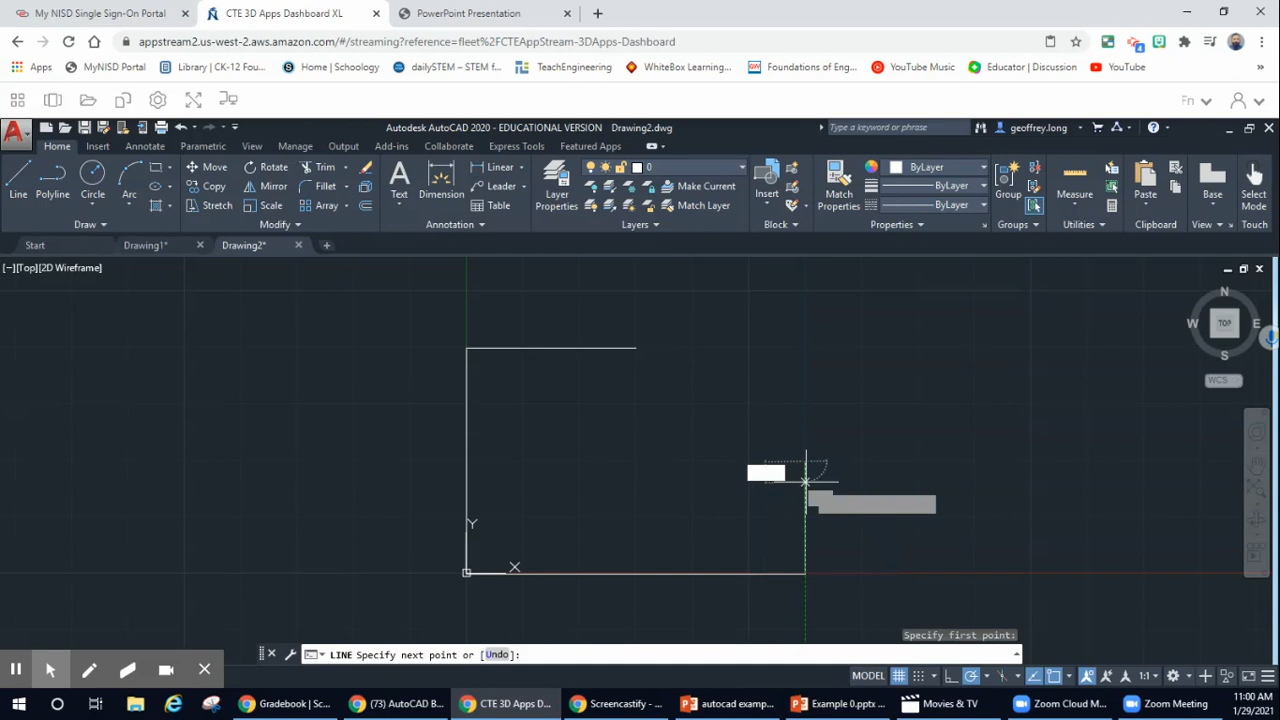 My NISD Single Sign-On Portal
CTE 3D Apps Dashboard XL
PowerPoint Presentation
appstream2.us-west-2.aws.amazon.com/#/streaming?reference=fleet%2FCTEAppStream-3DApps-Dashboard
4
Apps
MyNISD Portal
Library | CK-12 Fou...
Home | Schoology
dailySTEM – STEM f...
TeachEngineering
WhiteBox Learning...
Foundations of Eng...
YouTube Music
Educator | Discussion
YouTube
»
Fn
Autodesk AutoCAD 2020 - EDUCATIONAL VERSION Drawing2.dwg
Type a keyword or phrase
geoffrey.long
Home Insert Annotate Parametric View Manage Output Add-ins Collaborate Express Tools Featured Apps
Line
Polyline
Circle
Arc
Move
Copy
Stretch
Rotate
Mirror
Scale
Trim
Fillet
Array
Text
Dimension
Linear
Leader
Table
Layer Properties
0
Make Current
Match Layer
Insert
Match Properties
ByLayer
ByLayer
ByLayer
Group
Measure
Paste
Base
Select Mode
Draw
Modify
Annotation
Layers
Block
Properties
Groups
Utilities
Clipboard
View
Touch
Start
Drawing1*
Drawing2*
[−][Top][2D Wireframe]
N
W
TOP
E
S
WCS
Y
X
Specify first point:
LINE Specify next point or [Undo]:
MODEL
1:1
Gradebook | Sc...
(73) AutoCAD B...
CTE 3D Apps D...
Screencastify - ...
autocad examp...
Example 0.pptx ...
Movies & TV
Zoom Cloud M...
Zoom Meeting
11:00 AM
1/29/2021